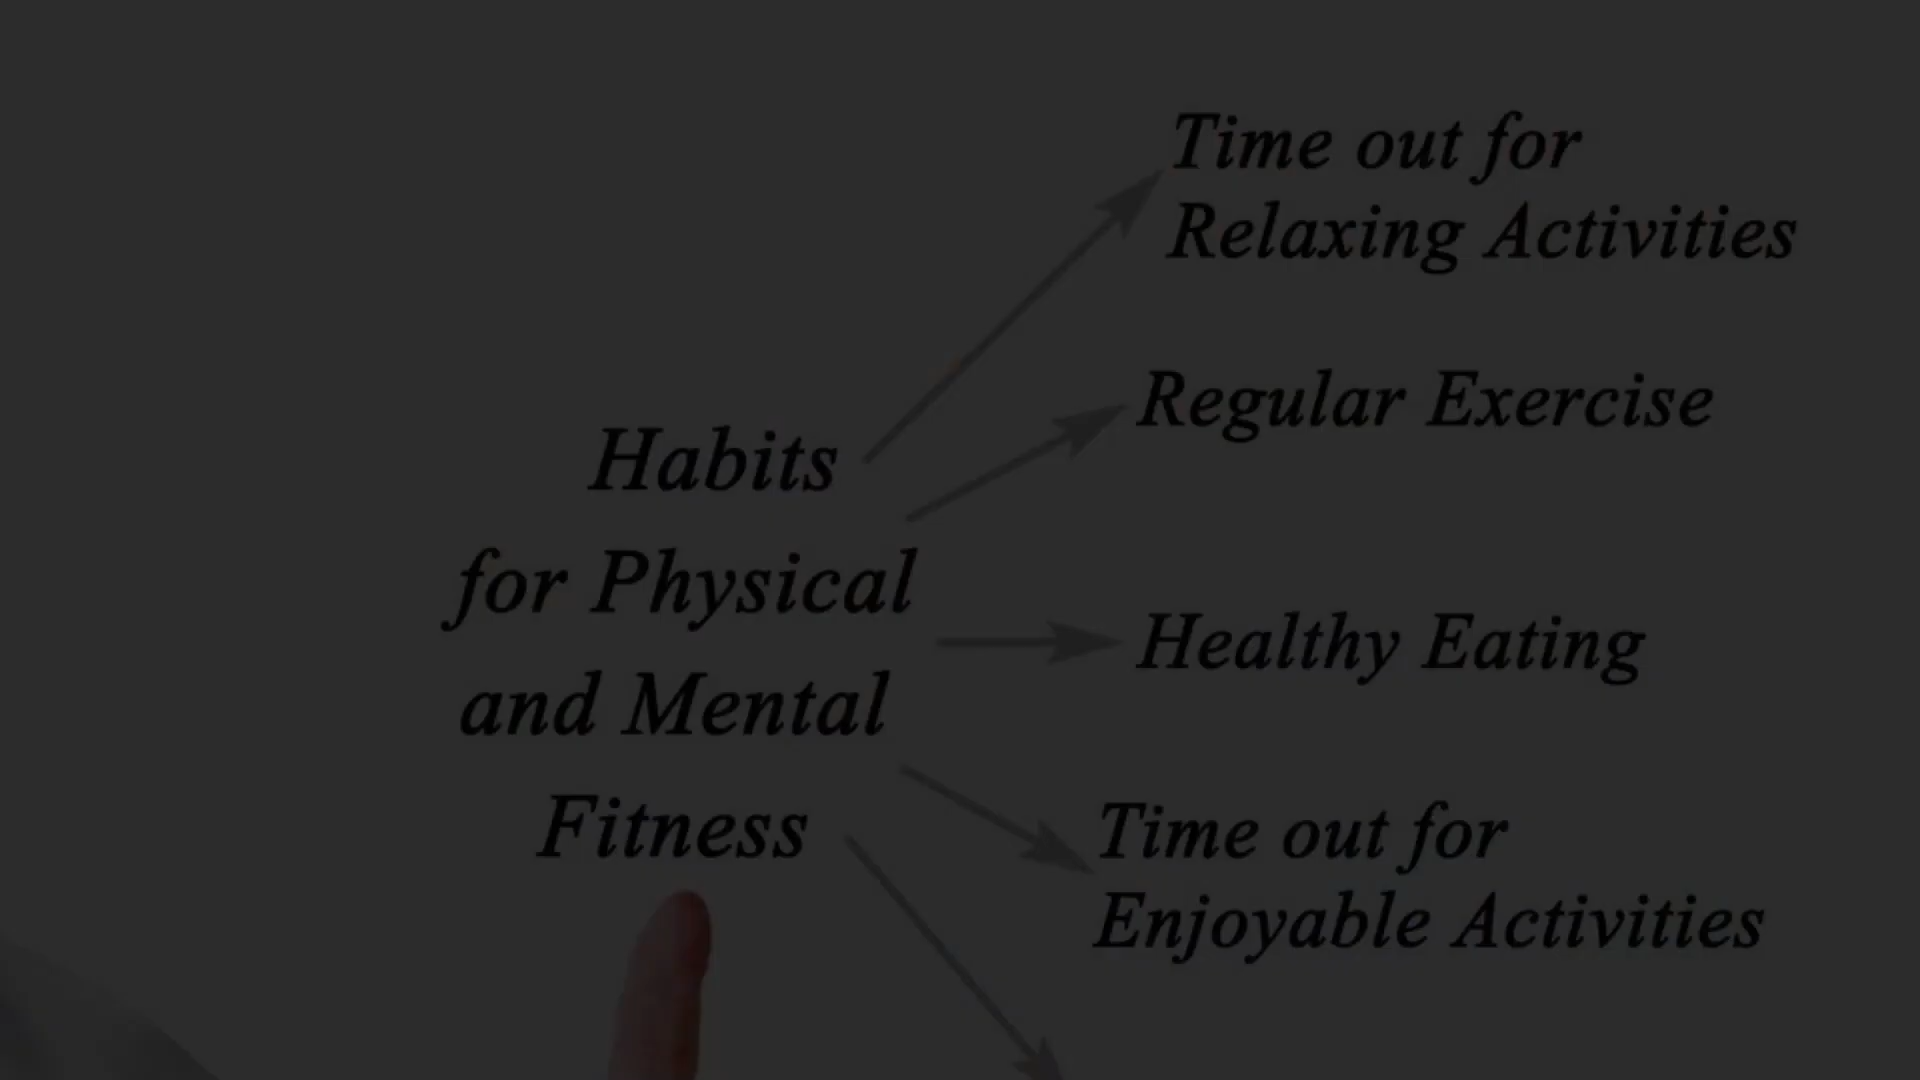 Habits
for Physical
and Mental
Fitness
Time out for
Relaxing Activities
Regular Exercise
Healthy Eating
Time out for
Enjoyable Activities